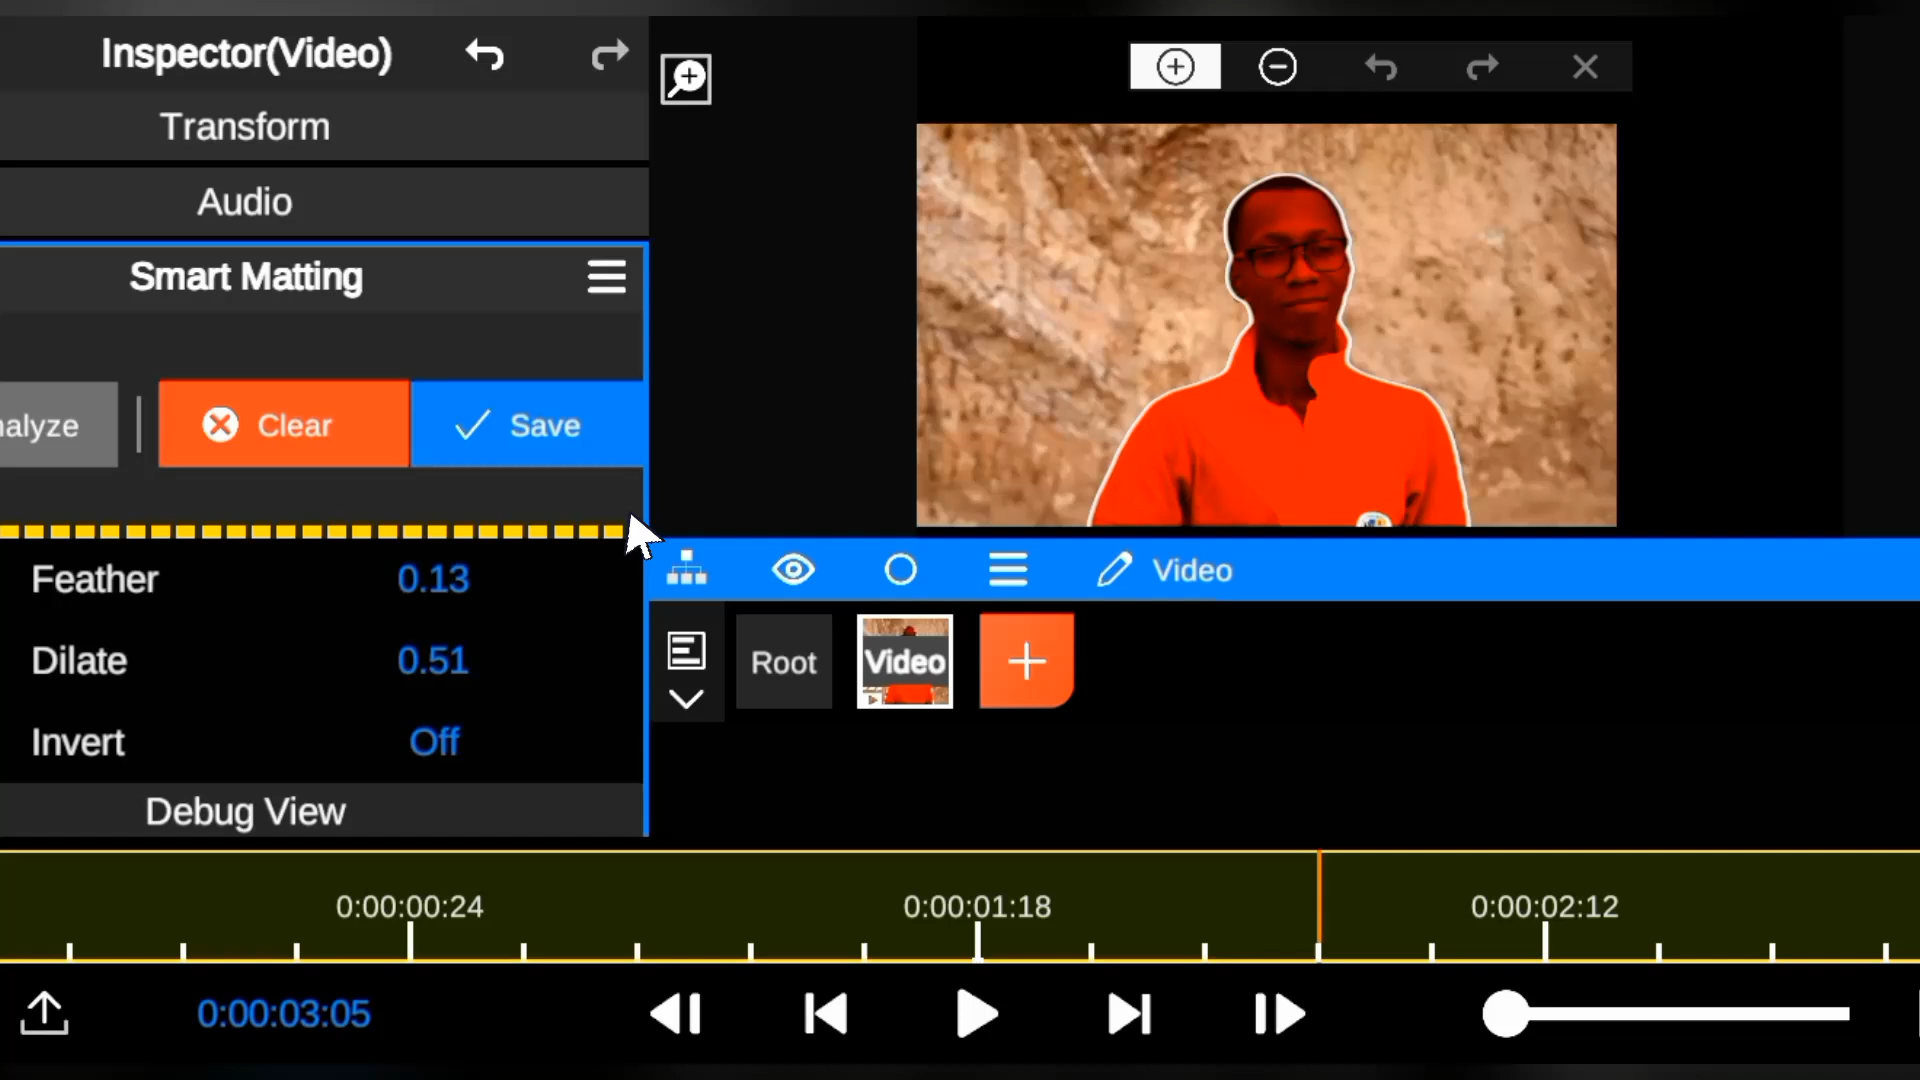 Inspector(Video)
Transform
Audio
Smart Matting
nalyze
Clear
Save
Feather 0.13
Dilate 0.51
Invert Off
Debug View
Video
Root
Video
0:00:00:24 0:00:01:18 0:00:02:12
0:00:03:05